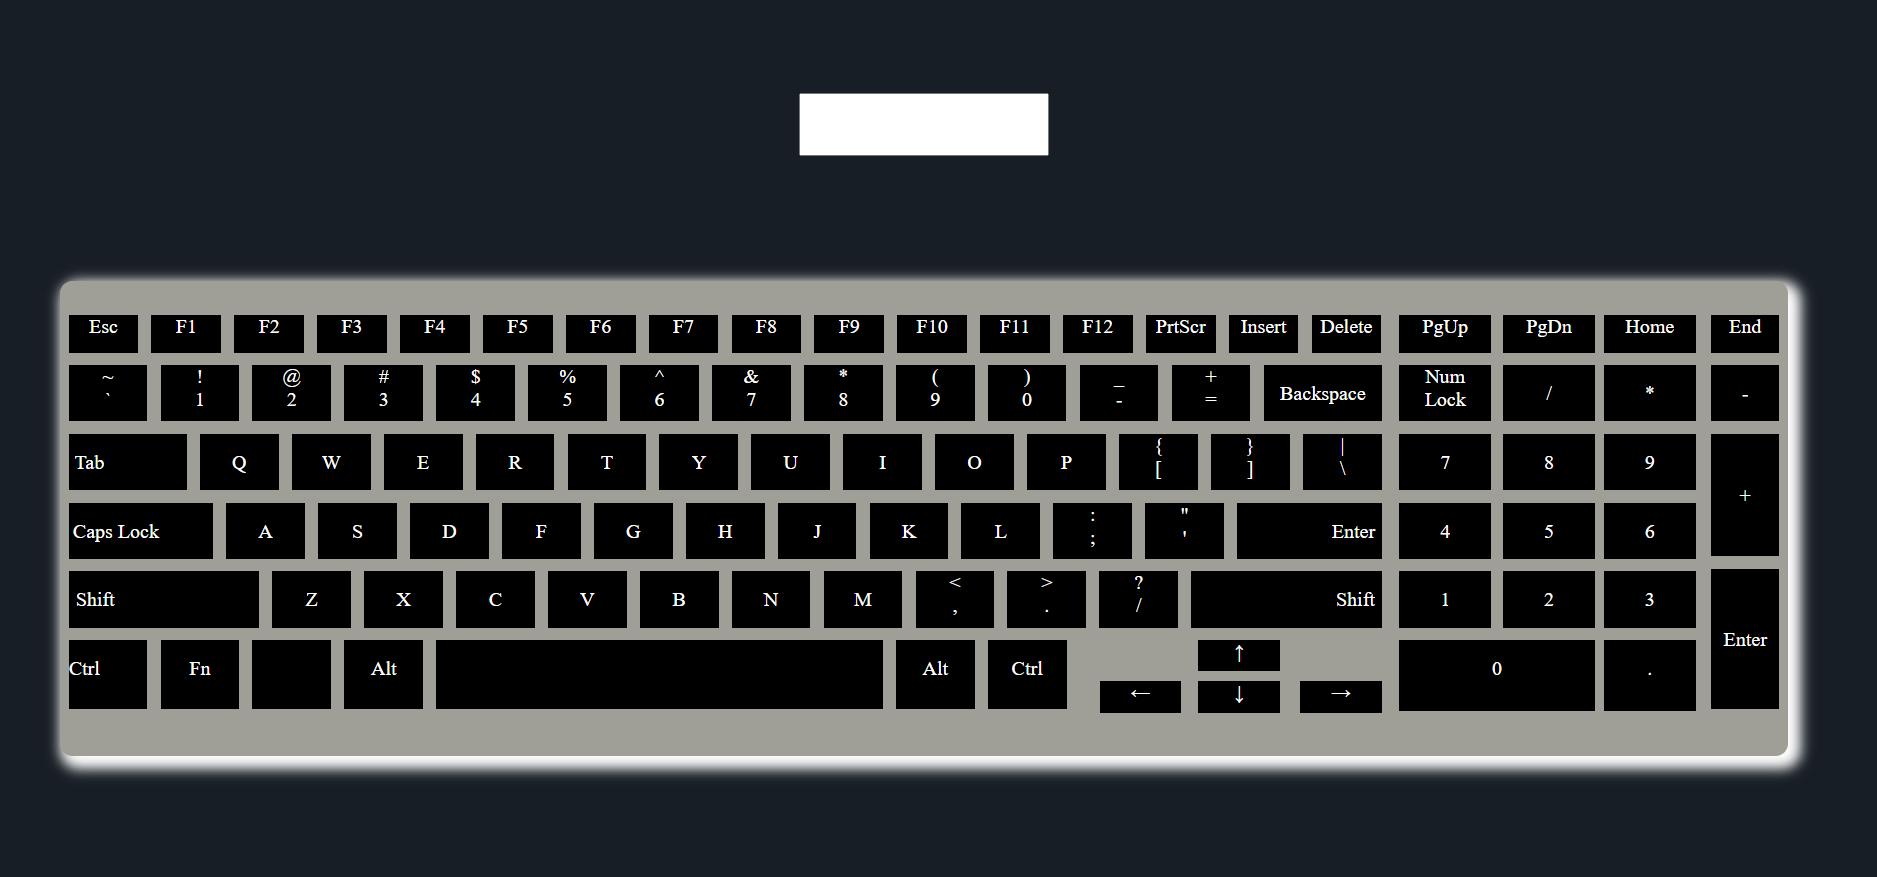 Esc F1 F2 F3 F4 F5 F6 F7 F8 F9 F10 F11 F12 PrtScr Insert Delete PgUp PgDn Home End
~ ! @ # $ % ^ & * ( ) _ + Backspace Num / * -
` 1 2 3 4 5 6 7 8 9 0 - = Lock
Tab Q W E R T Y U I O P { } | 7 8 9
[ ] \
+
Caps Lock A S D F G H J K L : " Enter 4 5 6
; '
Shift Z X C V B N M < > ? Shift 1 2 3
, . /
Enter
Ctrl Fn Alt Alt Ctrl ↑ 0 .
← ↓ →